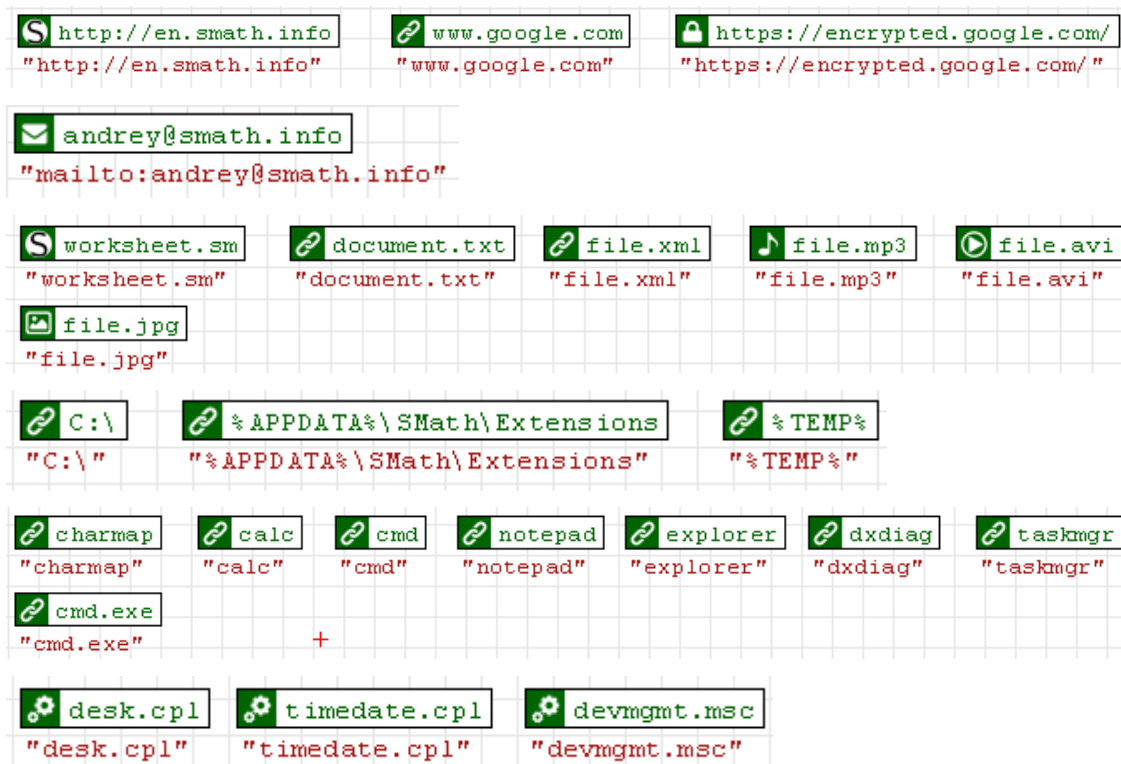 http://en.smath.info www.google.com https://encrypted.google.com/
"http://en.smath.info" "www.google.com" "https://encrypted.google.com/"
andrey@smath.info
"mailto:andrey@smath.info"
worksheet.sm document.txt file.xml file.mp3 file.avi
"worksheet.sm" "document.txt" "file.xml" "file.mp3" "file.avi"
file.jpg
"file.jpg"
C:\ %APPDATA%\SMath\Extensions %TEMP%
"C:\" "%APPDATA%\SMath\Extensions" "%TEMP%"
charmap calc cmd notepad explorer dxdiag taskmgr
"charmap" "calc" "cmd" "notepad" "explorer" "dxdiag" "taskmgr"
cmd.exe
"cmd.exe"
desk.cpl timedate.cpl devmgmt.msc
"desk.cpl" "timedate.cpl" "devmgmt.msc"